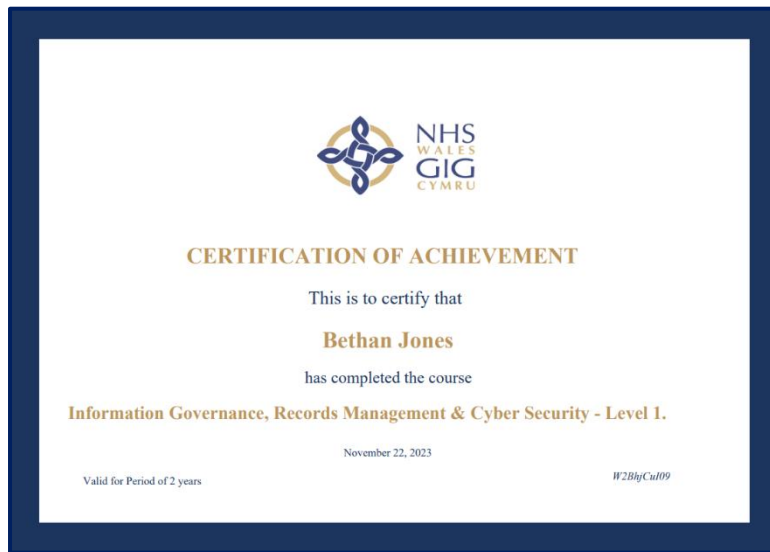 NHS
WALES
GIG
CYMRU
CERTIFICATION OF ACHIEVEMENT
This is to certify that
Bethan Jones
has completed the course
Information Governance, Records Management & Cyber Security - Level 1.
November 22, 2023
Valid for Period of 2 years
W2BhjCuI09